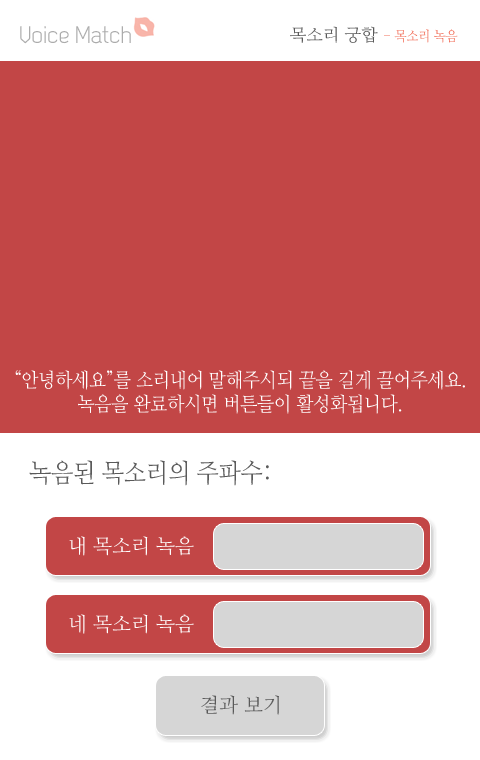 Voice Match
목소리 궁합 - 목소리 녹음
“안녕하세요”를 소리내어 말해주시되 끝을 길게 끌어주세요.
녹음을 완료하시면 버튼들이 활성화됩니다.
녹음된 목소리의 주파수:
내 목소리 녹음
네 목소리 녹음
결과 보기